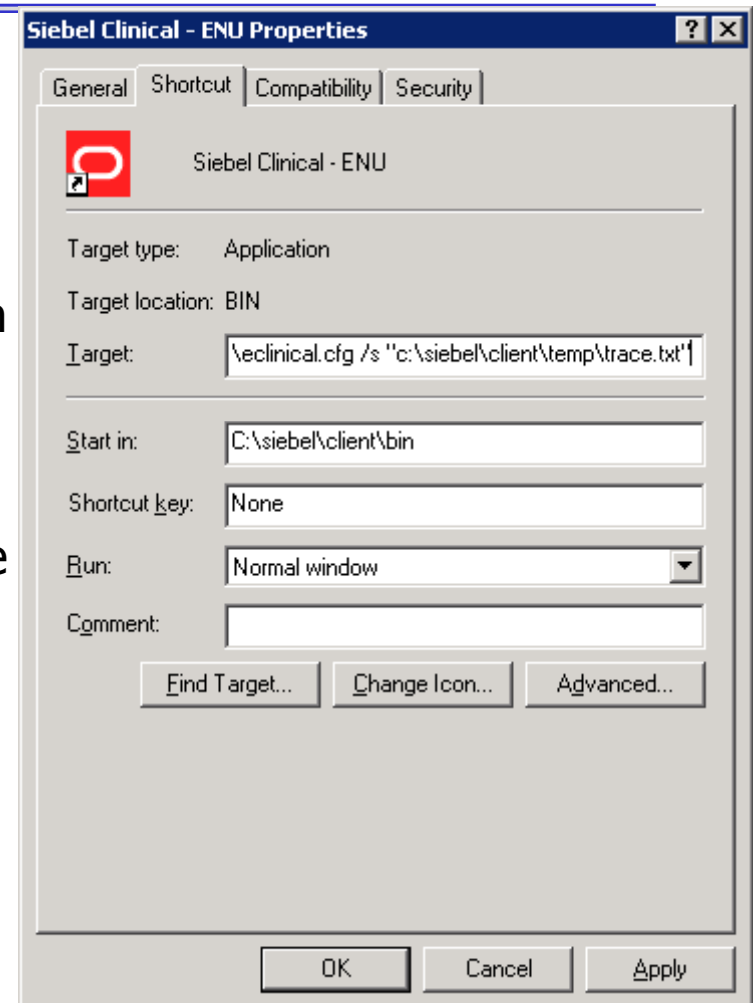 Siebel Clinical - ENU Properties
General Shortcut Compatibility Security
Siebel Clinical - ENU
Target type: Application
Target location: BIN
Target: \eclinical.cfg /s "c:\siebel\client\temp\trace.txt"
Start in: C:\siebel\client\bin
Shortcut key: None
Run: Normal window
Comment:
Find Target... Change Icon... Advanced...
OK Cancel Apply